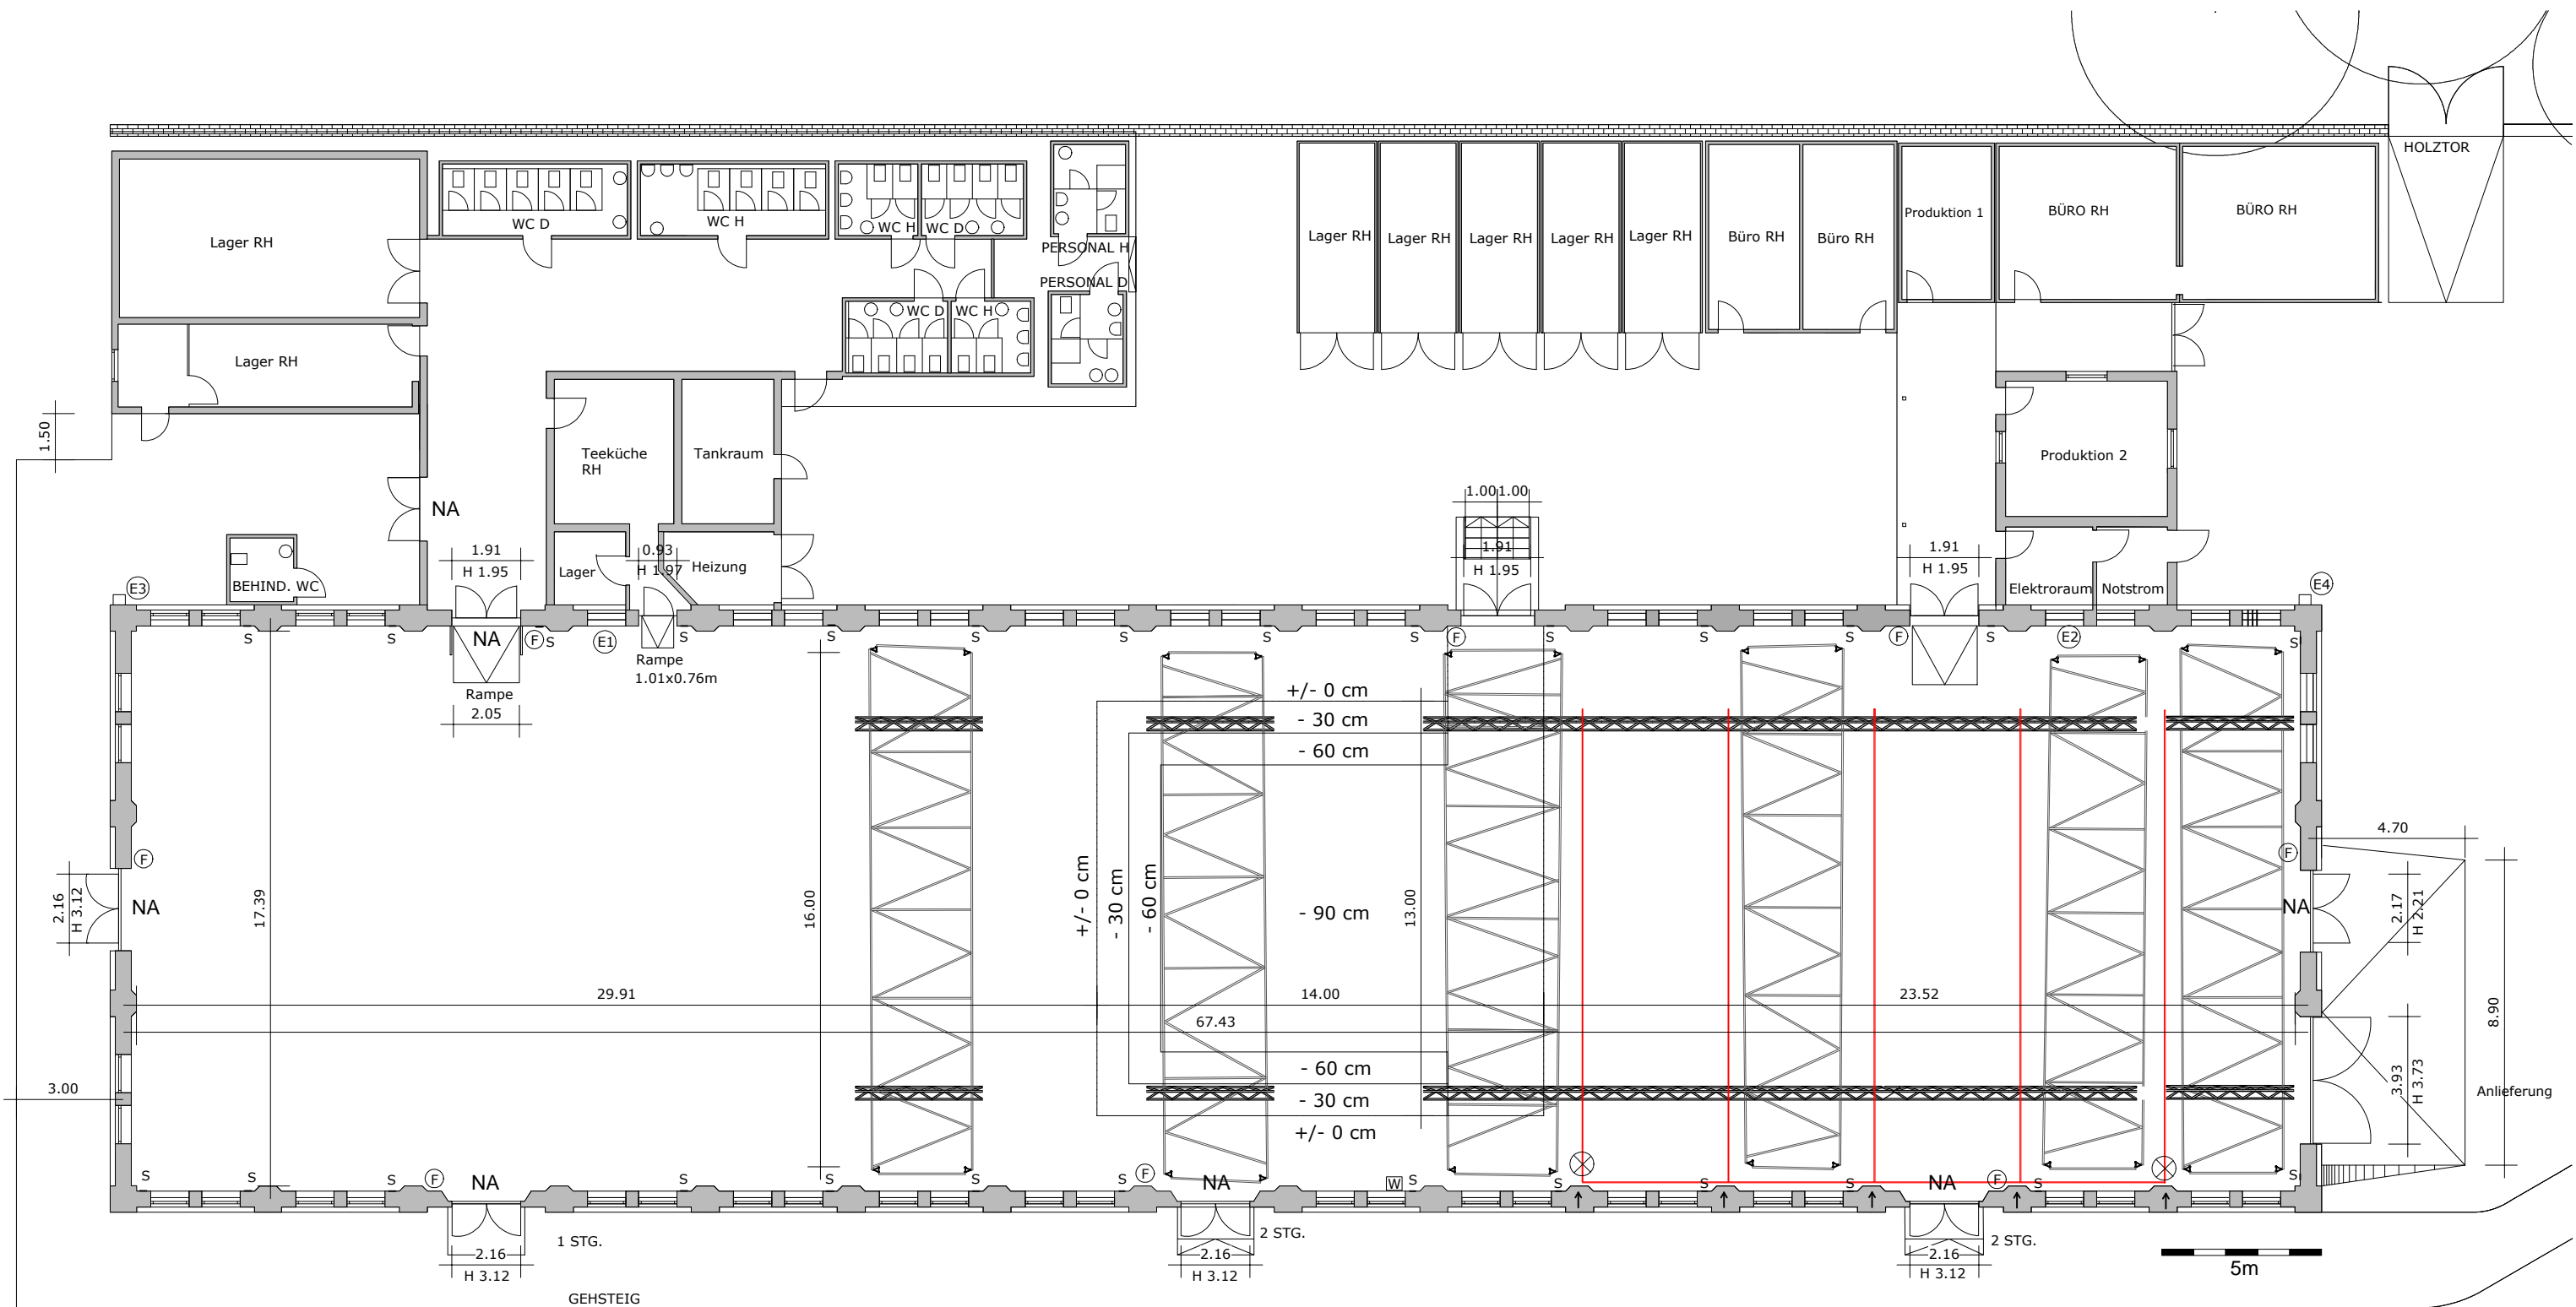 HOLZTOR
Lager RH
WC D
WC H
WC H
WC D
PERSONAL H
PERSONAL D
WC D
WC H
Lager RH
Lager RH
Lager RH
Lager RH
Lager RH
Büro RH
Büro RH
Produktion 1
BÜRO RH
BÜRO RH
Lager RH
1.50
Teeküche
RH
Tankraum
Produktion 2
NA
1.91
H 1.95
Lager
0.93
H 1.97
Heizung
1.00
1.00
1.91
H 1.95
1.91
H 1.95
Elektroraum
Notstrom
BEHIND. WC
E3
E4
S
S
NA
F
S
E1
S
S
S
S
S
S
F
S
S
F
S
E2
S
Rampe
1.01x0.76m
Rampe
2.05
+/- 0 cm
- 30 cm
- 60 cm
4.70
F
F
2.16
H 3.12
NA
17.39
16.00
+/- 0 cm
- 30 cm
- 60 cm
- 90 cm
13.00
NA
2.17
H 2.21
29.91
14.00
23.52
67.43
8.90
3.00
- 60 cm
- 30 cm
+/- 0 cm
3.93
H 3.73
Anlieferung
S
S
S
F
NA
S
S
S
S
F
NA
W
S
S
S
S
NA
F
S
S
1 STG.
2.16
H 3.12
2 STG.
2.16
H 3.12
2 STG.
2.16
H 3.12
5m
GEHSTEIG